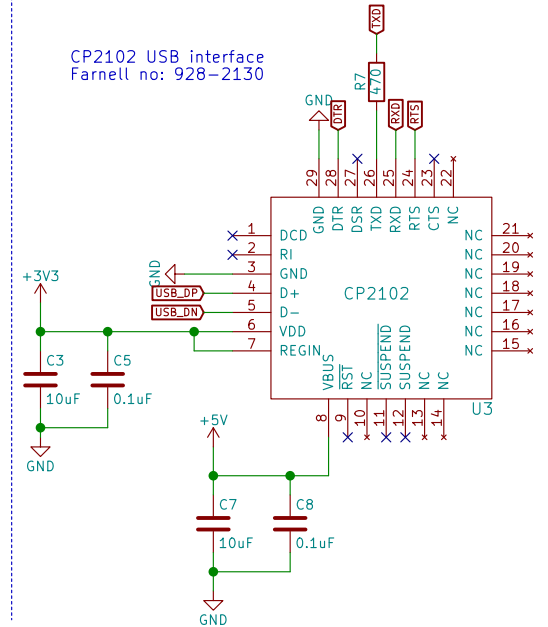 CP2102 USB interface
Farnell no: 928-2130
TXD
R7
470
GND
DTR
RXD
RTS
29
28
27
26
25
24
23
22
GND
DTR
DSR
TXD
RXD
RTS
CTS
NC
1 DCD
2 RI
GND
3 GND
USB_DP
4 D+
USB_DN
5 D-
6 VDD
7 REGIN
CP2102
NC 21
NC 20
NC 19
NC 18
NC 17
NC 16
NC 15
VBUS
RST
NC
SUSPEND
SUSPEND
NC
NC
8
9
10
11
12
13
14
U3
+3V3
C3
10uF
C5
0.1uF
GND
+5V
C7
10uF
C8
0.1uF
GND